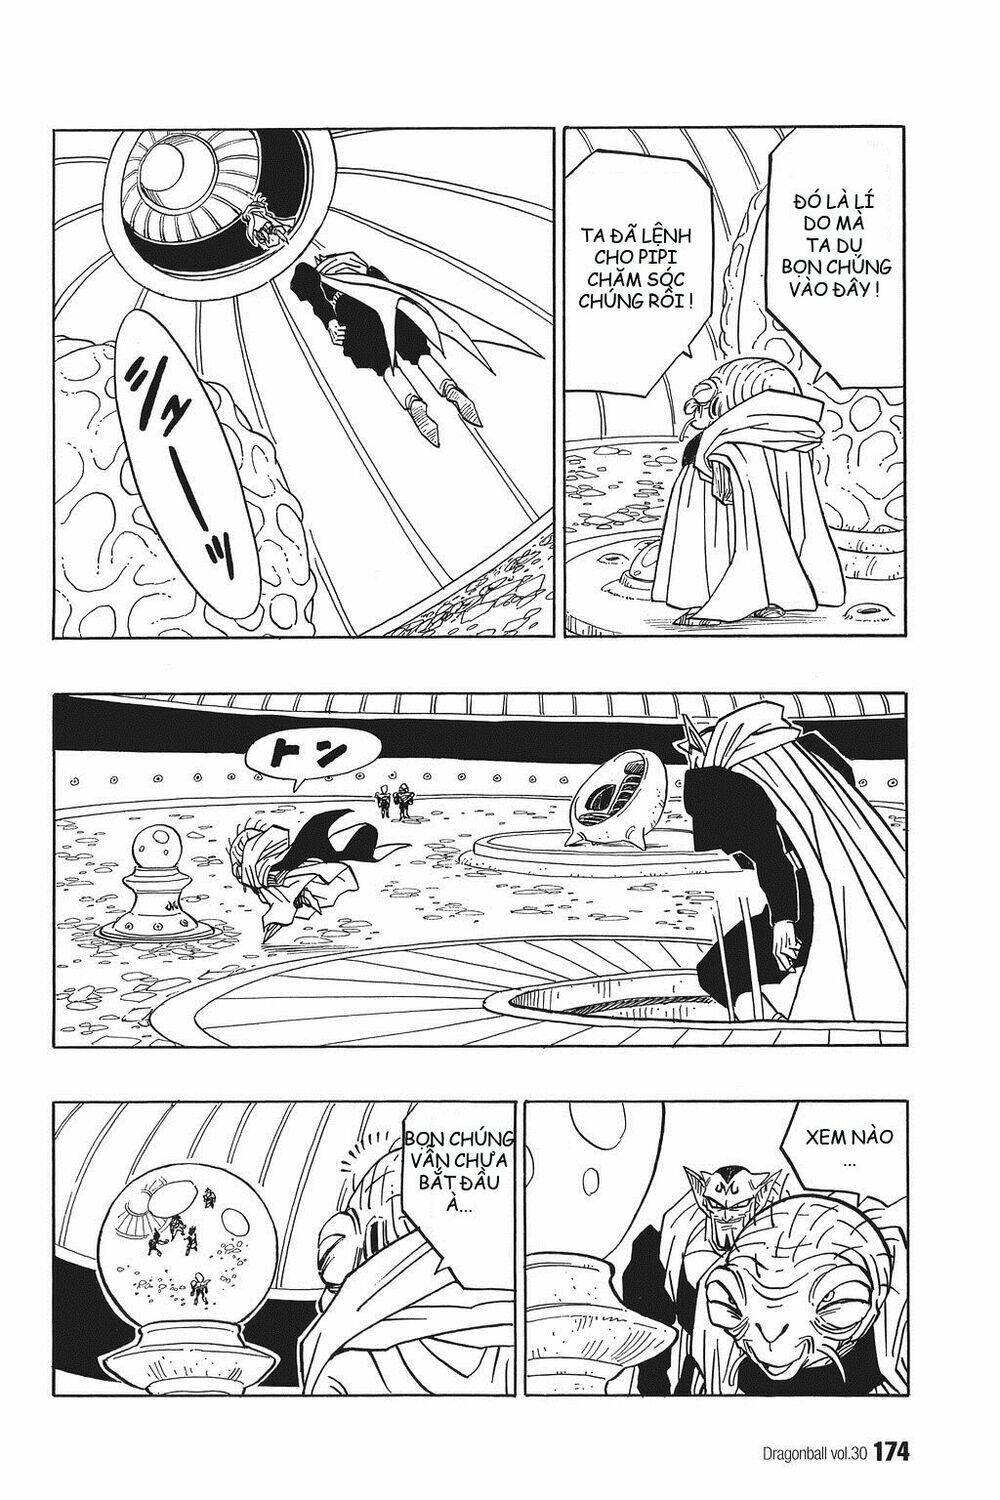 ĐÓ LÀ LÍ
DO MÀ
TA DỤ
BỌN CHÚNG
VÀO ĐÂY !
TA ĐÃ LỆNH
CHO PIPI
CHĂM SÓC
CHÚNG RỒI !
シューーッ
トン
XEM NÀO
...
BỌN CHÚNG
VẪN CHƯA
BẮT ĐẦU
À...
Dragonball vol.30 174